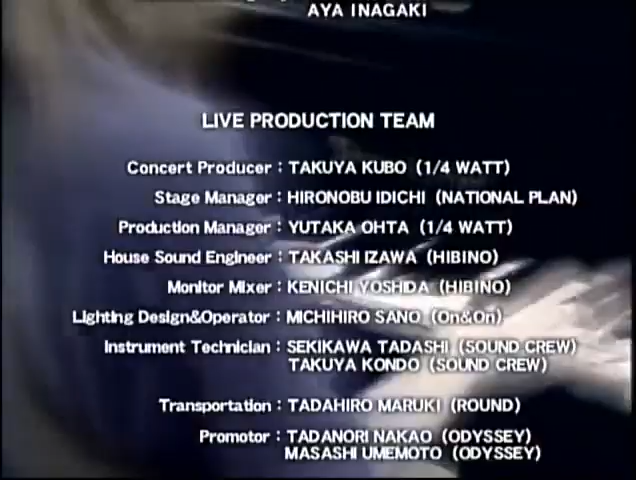 AYA INAGAKI
LIVE PRODUCTION TEAM
Concert Producer : TAKUYA KUBO (1/4 WATT)
Stage Manager : HIRONOBU IDICHI (NATIONAL PLAN)
Production Manager : YUTAKA OHTA (1/4 WATT)
House Sound Engineer : TAKASHI IZAWA (HIBINO)
Monitor Mixer : KENICHI YOSHIDA (HIBINO)
Lighting Design&Operator : MICHIHIRO SANO (On&On)
Instrument Technician : SEKIKAWA TADASHI (SOUND CREW)
TAKUYA KONDO (SOUND CREW)
Transportation : TADAHIRO MARUKI (ROUND)
Promotor : TADANORI NAKAO (ODYSSEY)
MASASHI UMEMOTO (ODYSSEY)